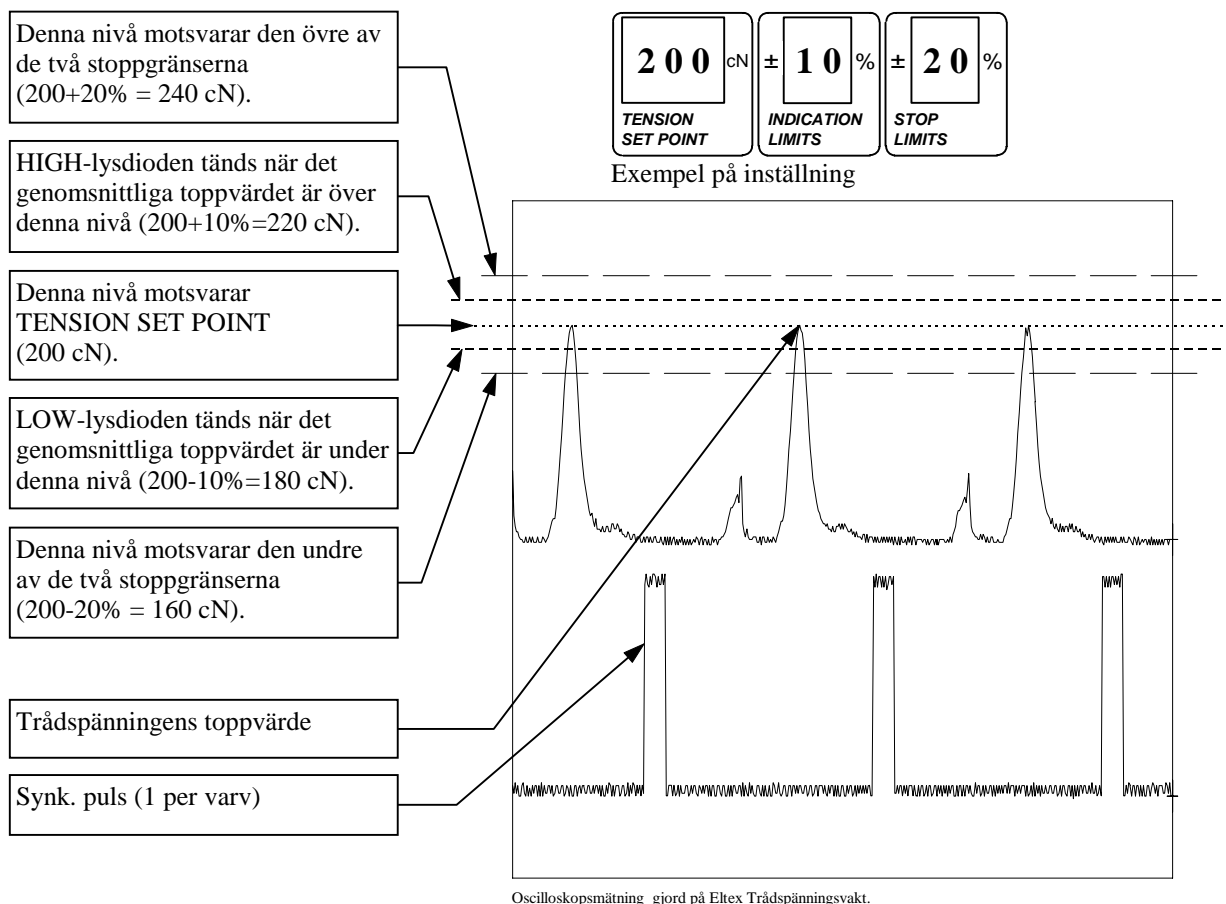 Denna nivå motsvarar den övre av
de två stoppgränserna
(200+20% = 240 cN).
HIGH-lysdioden tänds när det
genomsnittliga toppvärdet är över
denna nivå (200+10%=220 cN).
Denna nivå motsvarar
TENSION SET POINT
(200 cN).
LOW-lysdioden tänds när det
genomsnittliga toppvärdet är under
denna nivå (200-10%=180 cN).
Denna nivå motsvarar den undre
av de två stoppgränserna
(200-20% = 160 cN).
Trådspänningens toppvärde
Synk. puls (1 per varv)
200 cN ± 10 % ± 20 %
TENSION
SET POINT
INDICATION
LIMITS
STOP
LIMITS
Exempel på inställning
Oscilloskopsmätning gjord på Eltex Trådspänningsvakt.